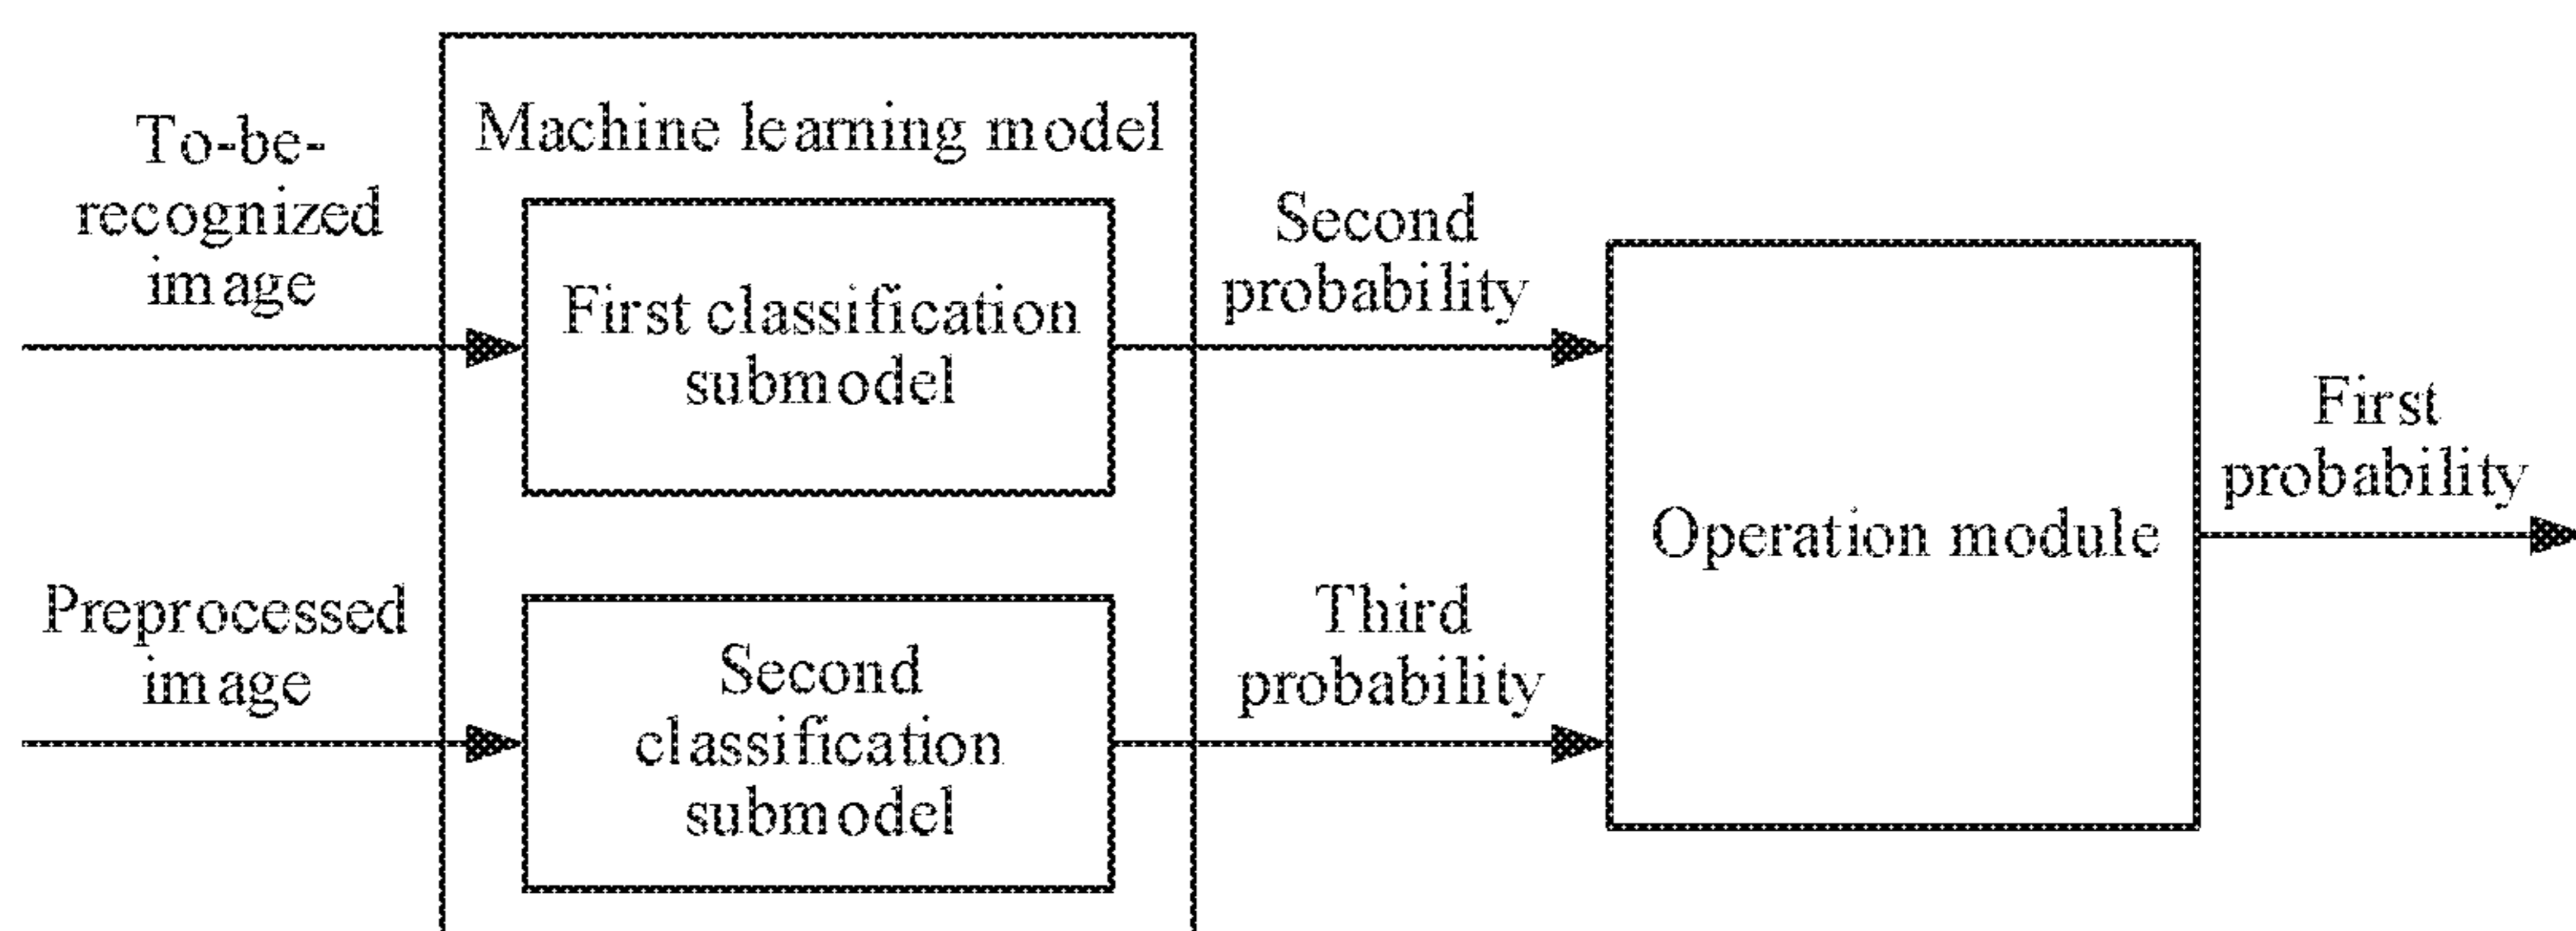 To-be-
recognized
image
Machine learning model
First classification
submodel
Second
probability
Preprocessed
image
Second
classification
submodel
Third
probability
Operation module
First
probability